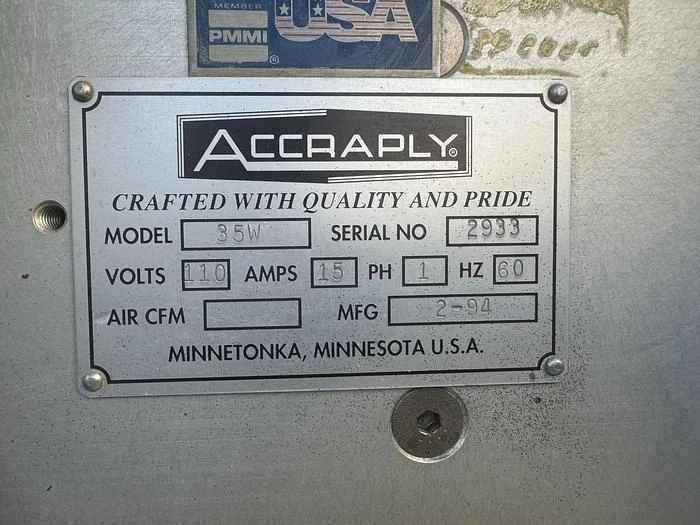 MEMBER
PMMI
®
USA
ACCRAPLY®
CRAFTED WITH QUALITY AND PRIDE
MODEL 35W SERIAL NO 2933
VOLTS 110 AMPS 15 PH 1 HZ 60
AIR CFM MFG 2-94
MINNETONKA, MINNESOTA U.S.A.